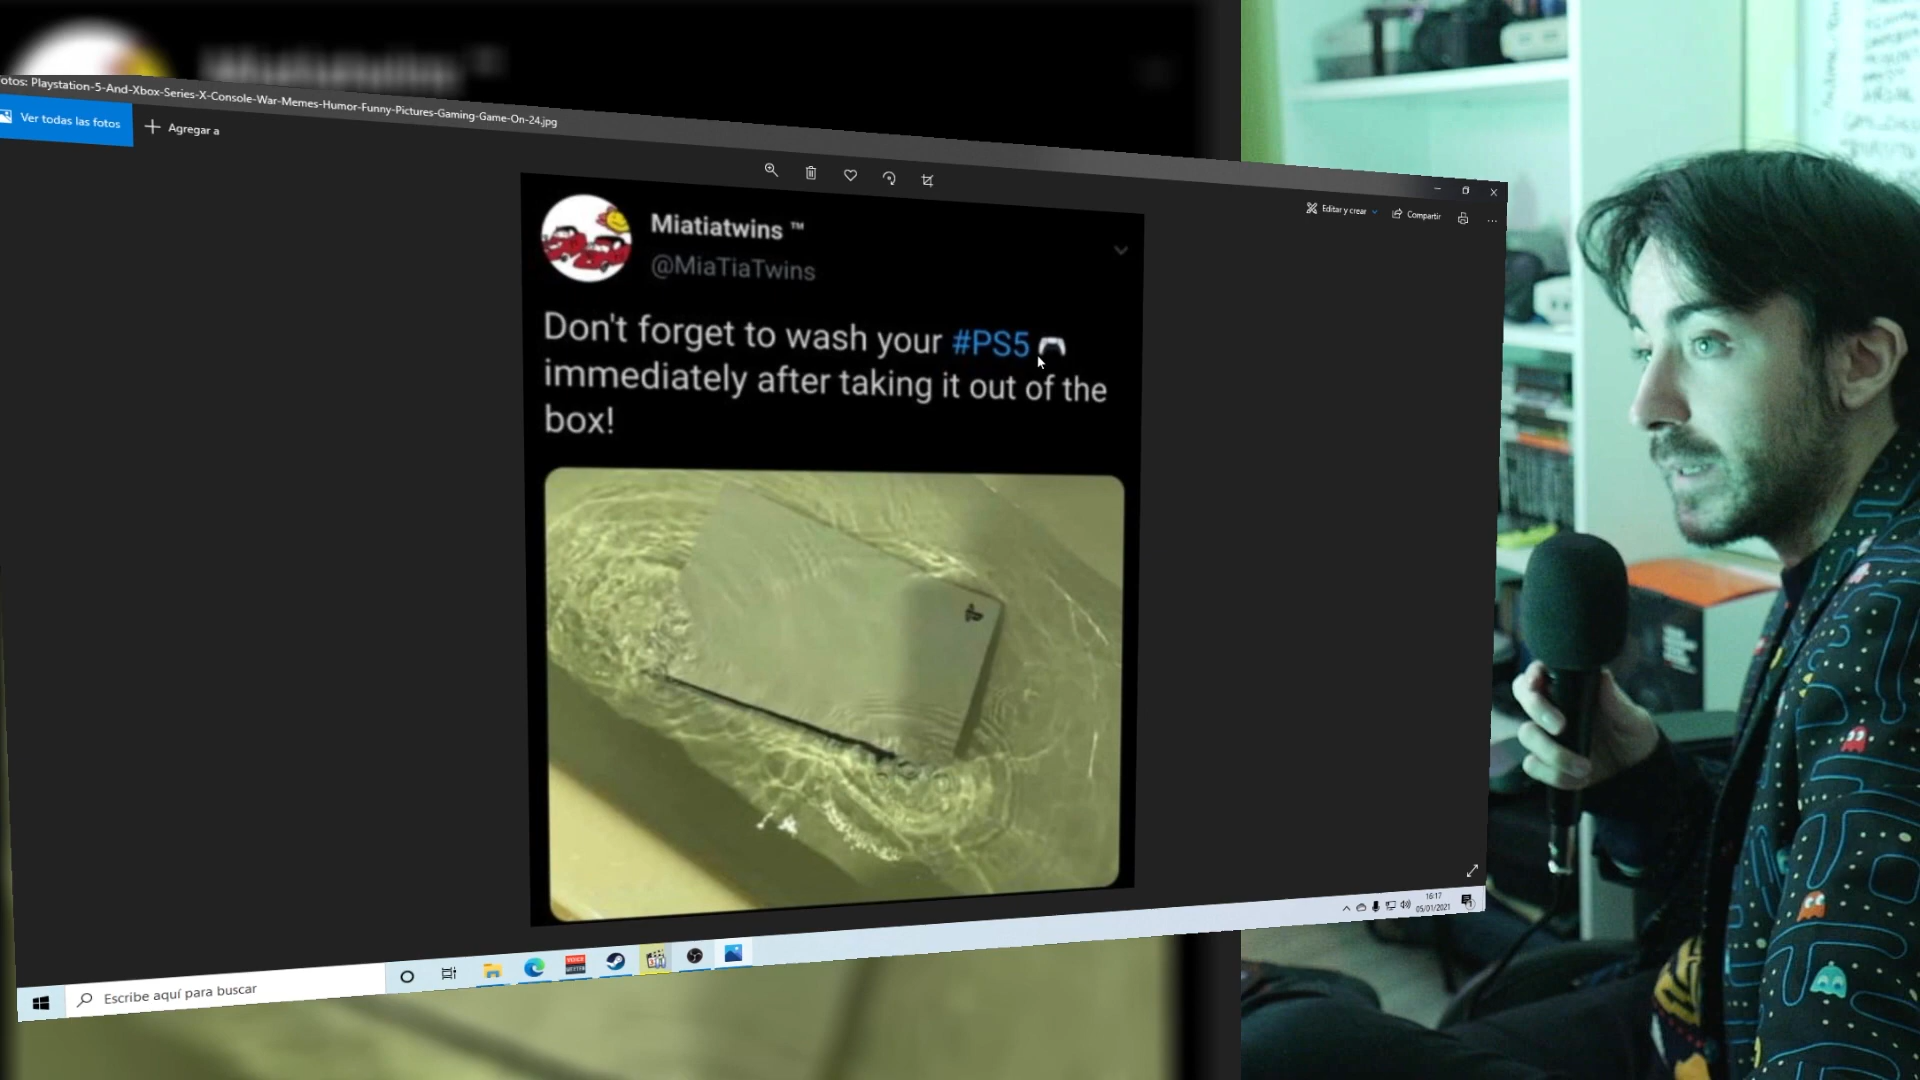 Fotos: Playstation-5-And-Xbox-Series-X-Console-War-Memes-Humor-Funny-Pictures-Gaming-Game-On-24.jpg
Ver todas las fotos
Agregar a
Editar y crear
Compartir
Miatiatwins ™
@MiaTiaTwins
Don't forget to wash your #PS5
immediately after taking it out of the
box!
16:17
05/01/2021
Escribe aquí para buscar